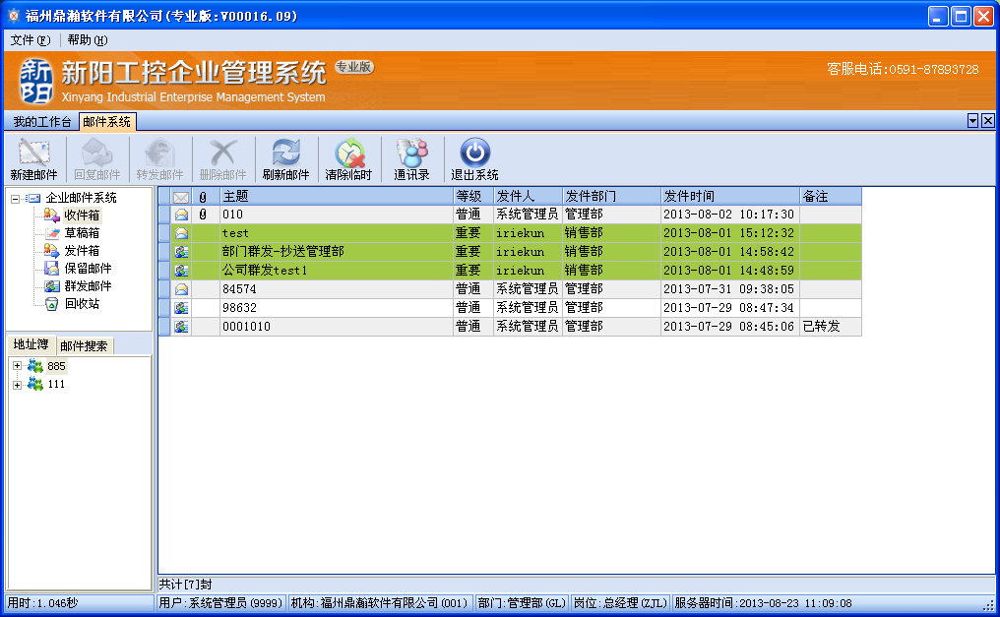 福州鼎瀚软件有限公司(专业版:V00016.09)
文件(F) 帮助(H)
新阳
新阳工控企业管理系统 专业版
Xinyang Industrial Enterprise Management System
客服电话:0591-87893728
我的工作台 邮件系统
新建邮件 回复邮件 转发邮件 删除邮件 刷新邮件 清除临时 通讯录 退出系统
企业邮件系统
收件箱
草稿箱
发件箱
保留邮件
群发邮件
回收站
地址簿 邮件搜索
885
111
主题 等级 发件人 发件部门 发件时间 备注
010 普通 系统管理员 管理部 2013-08-02 10:17:30
test 重要 iriekun 销售部 2013-08-01 15:12:32
部门群发-抄送管理部 重要 iriekun 销售部 2013-08-01 14:58:42
公司群发test1 重要 iriekun 销售部 2013-08-01 14:48:59
84574 普通 系统管理员 管理部 2013-07-31 09:38:05
98632 普通 系统管理员 管理部 2013-07-29 08:47:34
0001010 普通 系统管理员 管理部 2013-07-29 08:45:06 已转发
共计[7]封
用时:1.046秒 用户:系统管理员(9999) 机构:福州鼎瀚软件有限公司(001) 部门:管理部(GL) 岗位:总经理(ZJL) 服务器时间:2013-08-23 11:09:08